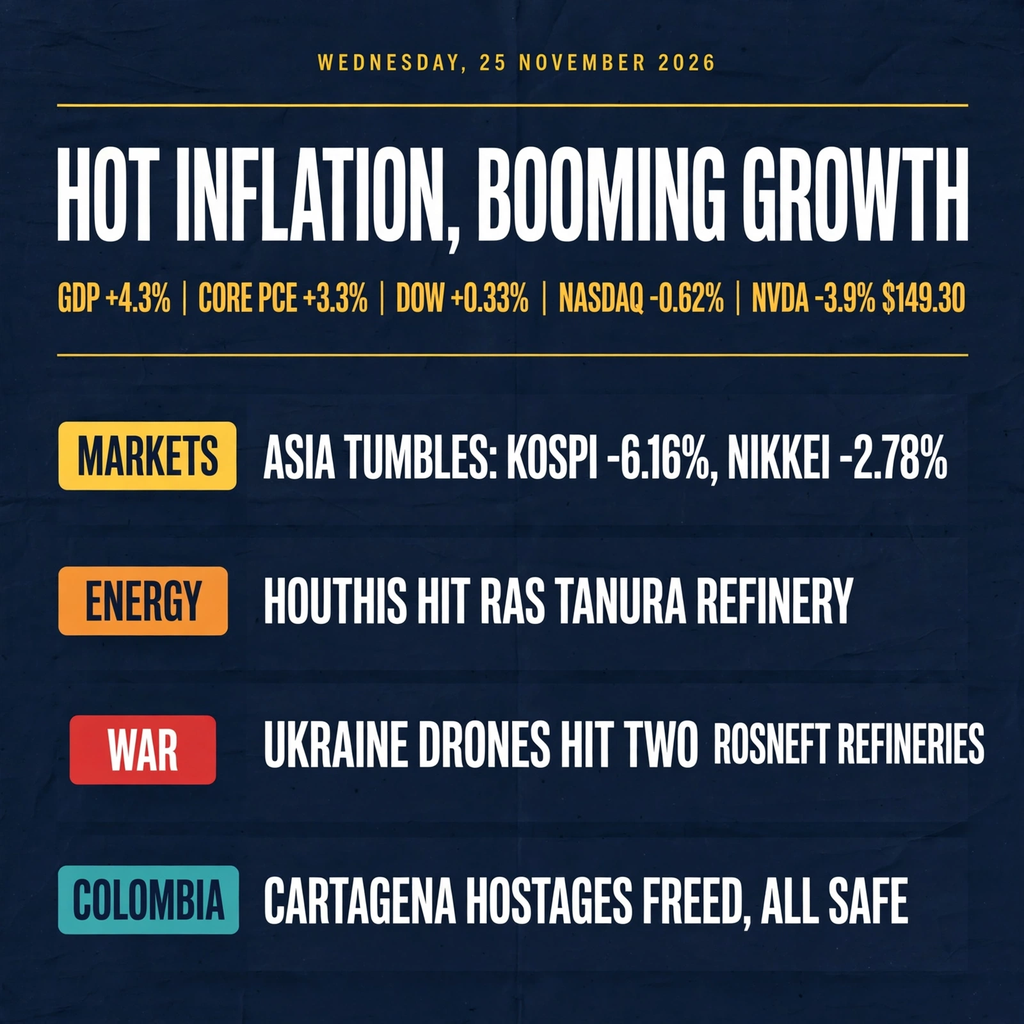 WEDNESDAY, 25 NOVEMBER 2026
HOT INFLATION, BOOMING GROWTH
GDP +4.3% | CORE PCE +3.3% | DOW +0.33% | NASDAQ -0.62% | NVDA -3.9% $149.30
MARKETS ASIA TUMBLES: KOSPI -6.16%, NIKKEI -2.78%
ENERGY HOUTHIS HIT RAS TANURA REFINERY
WAR UKRAINE DRONES HIT TWO ROSNEFT REFINERIES
COLOMBIA CARTAGENA HOSTAGES FREED, ALL SAFE